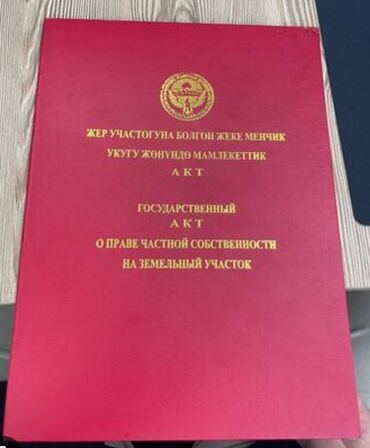 ЖЕР УЧАСТОГУНА БОЛГОН ЖЕКЕ МЕНЧИК
УКУГУ ЖӨНҮНДӨ МАМЛЕКЕТТИК
АКТ
ГОСУДАРСТВЕННЫЙ
АКТ
О ПРАВЕ ЧАСТНОЙ СОБСТВЕННОСТИ
НА ЗЕМЕЛЬНЫЙ УЧАСТОК